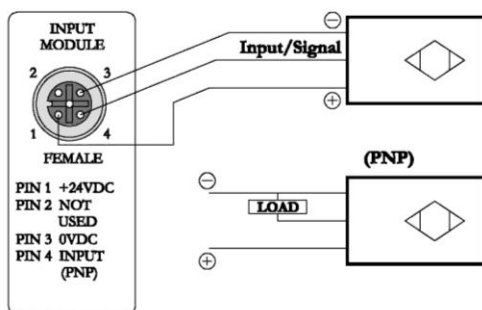 INPUT
MODULE
2
3
1
4
FEMALE
PIN 1 +24VDC
PIN 2 NOT
USED
PIN 3 0VDC
PIN 4 INPUT
(PNP)
⊖
Input/Signal
⊕
(PNP)
⊖
LOAD
⊕